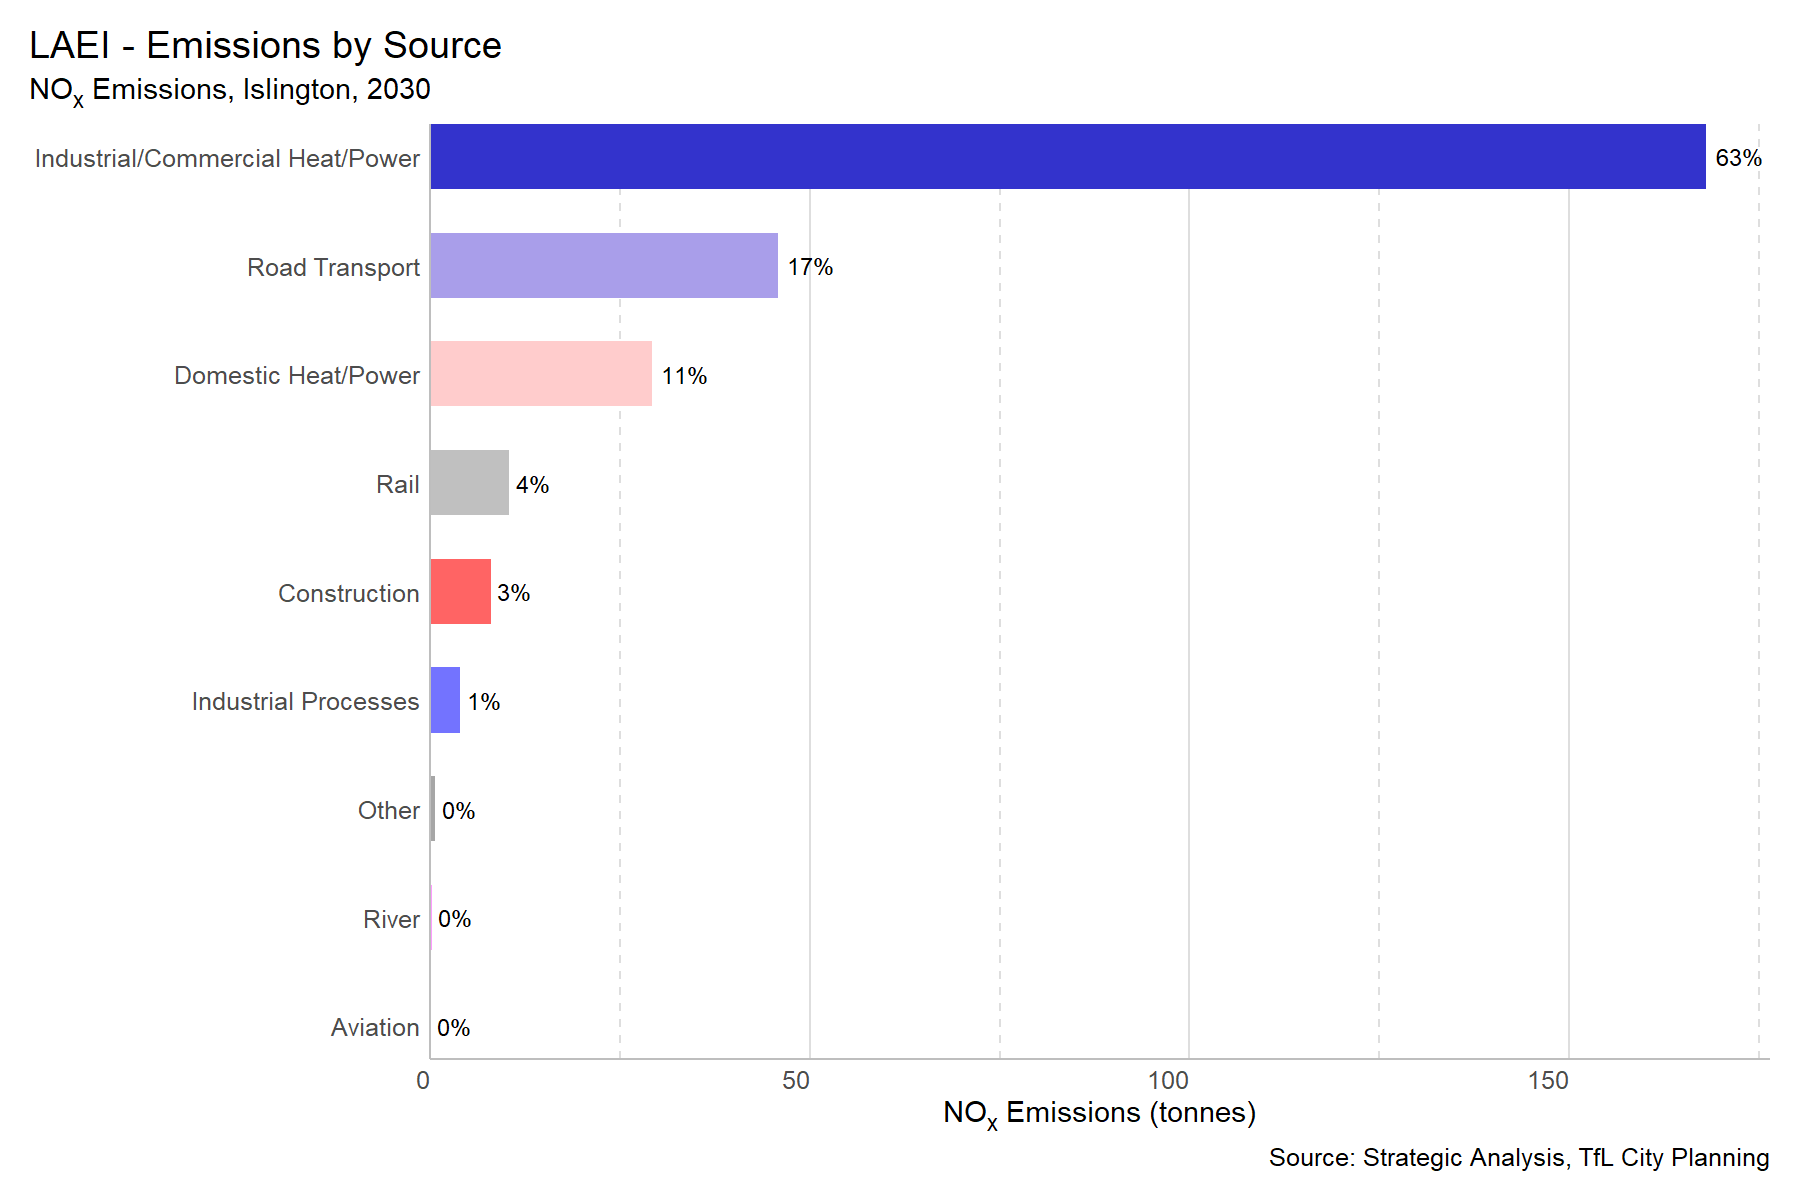 LAEI - Emissions by Source
NOx Emissions, Islington, 2030
Industrial/Commercial Heat/Power 63%
Road Transport 17%
Domestic Heat/Power 11%
Rail 4%
Construction 3%
Industrial Processes 1%
Other 0%
River 0%
Aviation 0%
0 50 100 150
NOx Emissions (tonnes)
Source: Strategic Analysis, TfL City Planning